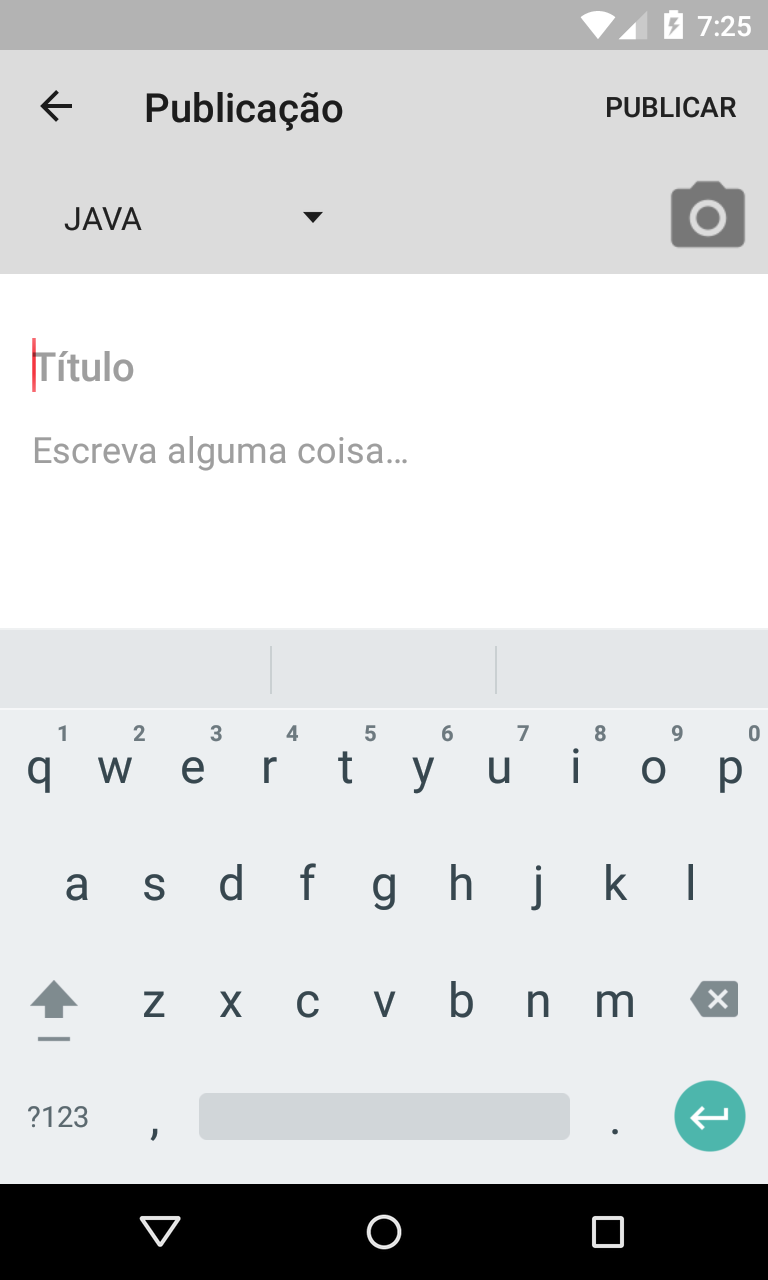 7:25
Publicação PUBLICAR
JAVA
Título
Escreva alguma coisa...
1 2 3 4 5 6 7 8 9 0
q w e r t y u i o p
a s d f g h j k l
z x c v b n m
?123 , .